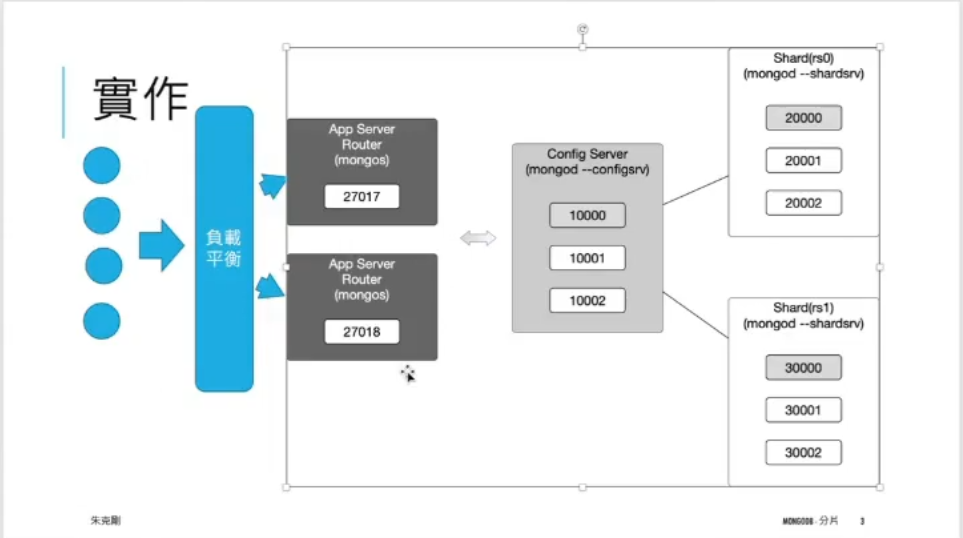 實作
負載
平衡
App Server
Router
(mongos)
27017
App Server
Router
(mongos)
27018
Config Server
(mongod --configsrv)
10000
10001
10002
Shard(rs0)
(mongod --shardsrv)
20000
20001
20002
Shard(rs1)
(mongod --shardsrv)
30000
30001
30002
朱克剛
MONGODB - 分片 3